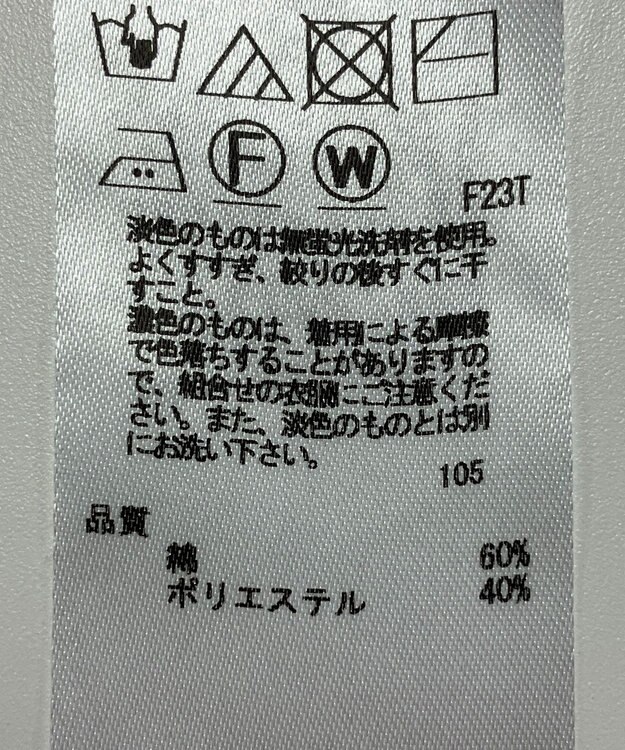 F
W
F23T
淡色のものは無蛍光洗剤を使用。
よくすすぎ、絞りの後すぐに干
すこと。
濃色のものは、着用による摩擦
で色落ちすることがありますの
で、組合せの衣服にご注意くだ
さい。また、淡色のものとは別
にお洗い下さい。
105
品質
綿 60%
ポリエステル 40%